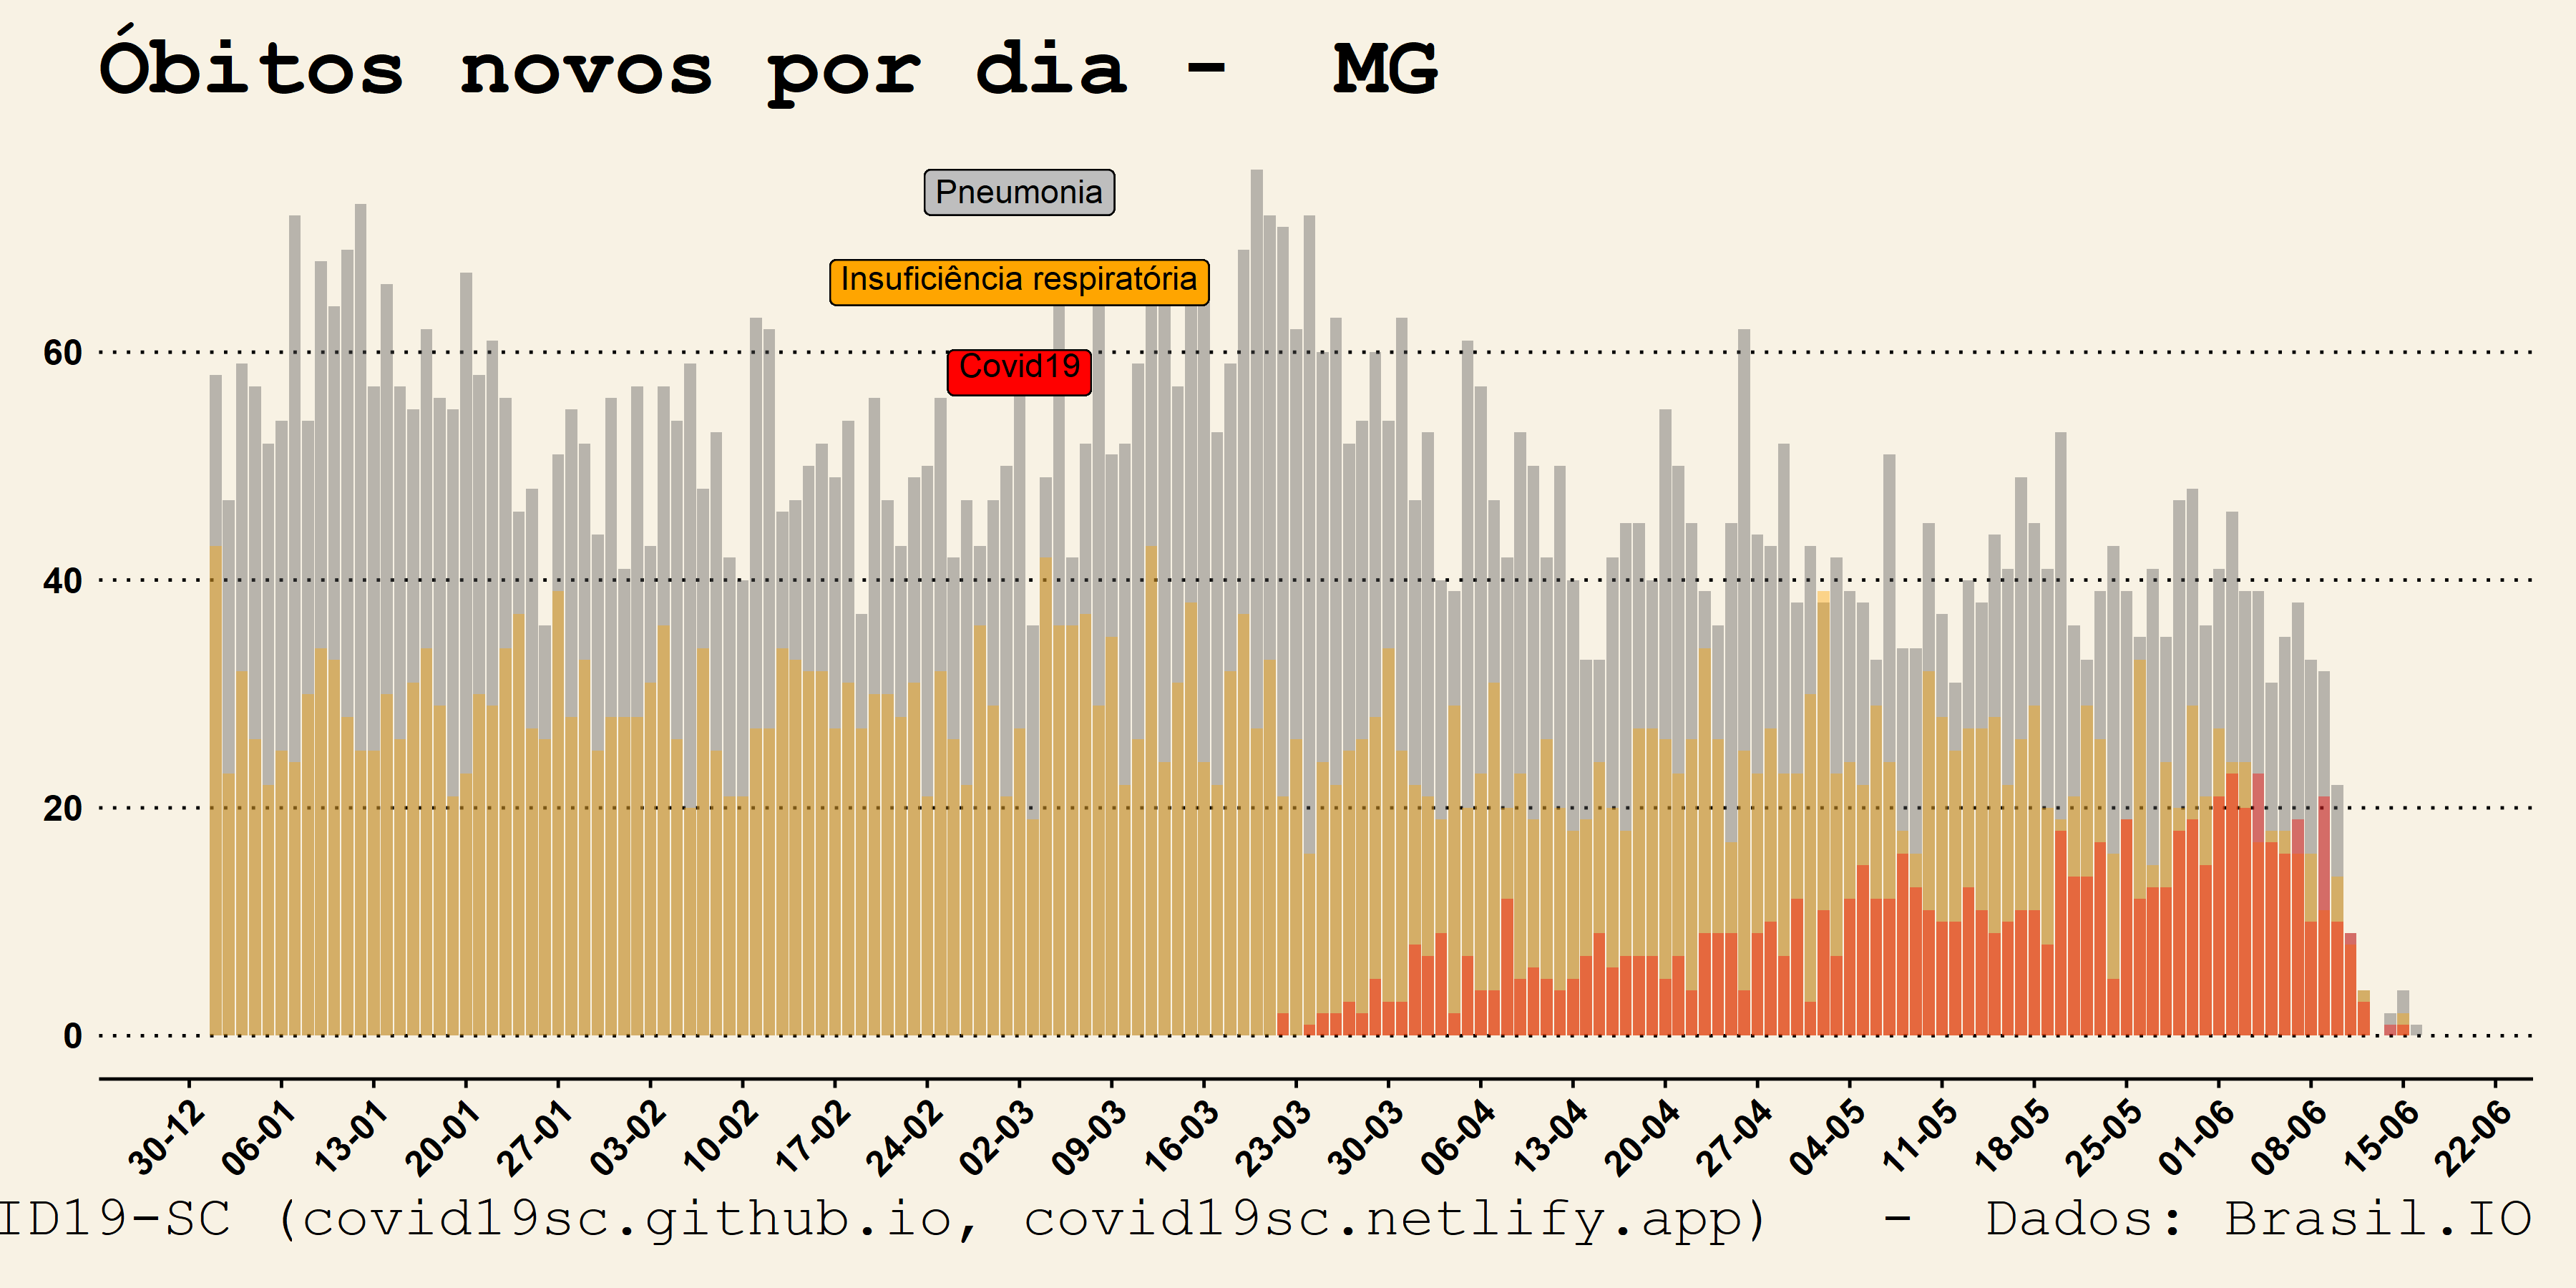 Óbitos novos por dia - MG
Pneumonia
Insuficiência respiratória
Covid19
60
40
20
0
30-12 06-01 13-01 20-01 27-01 03-02 10-02 17-02 24-02 02-03 09-03 16-03 23-03 30-03 06-04 13-04 20-04 27-04 04-05 11-05 18-05 25-05 01-06 08-06 15-06 22-06
ID19-SC (covid19sc.github.io, covid19sc.netlify.app) - Dados: Brasil.IO